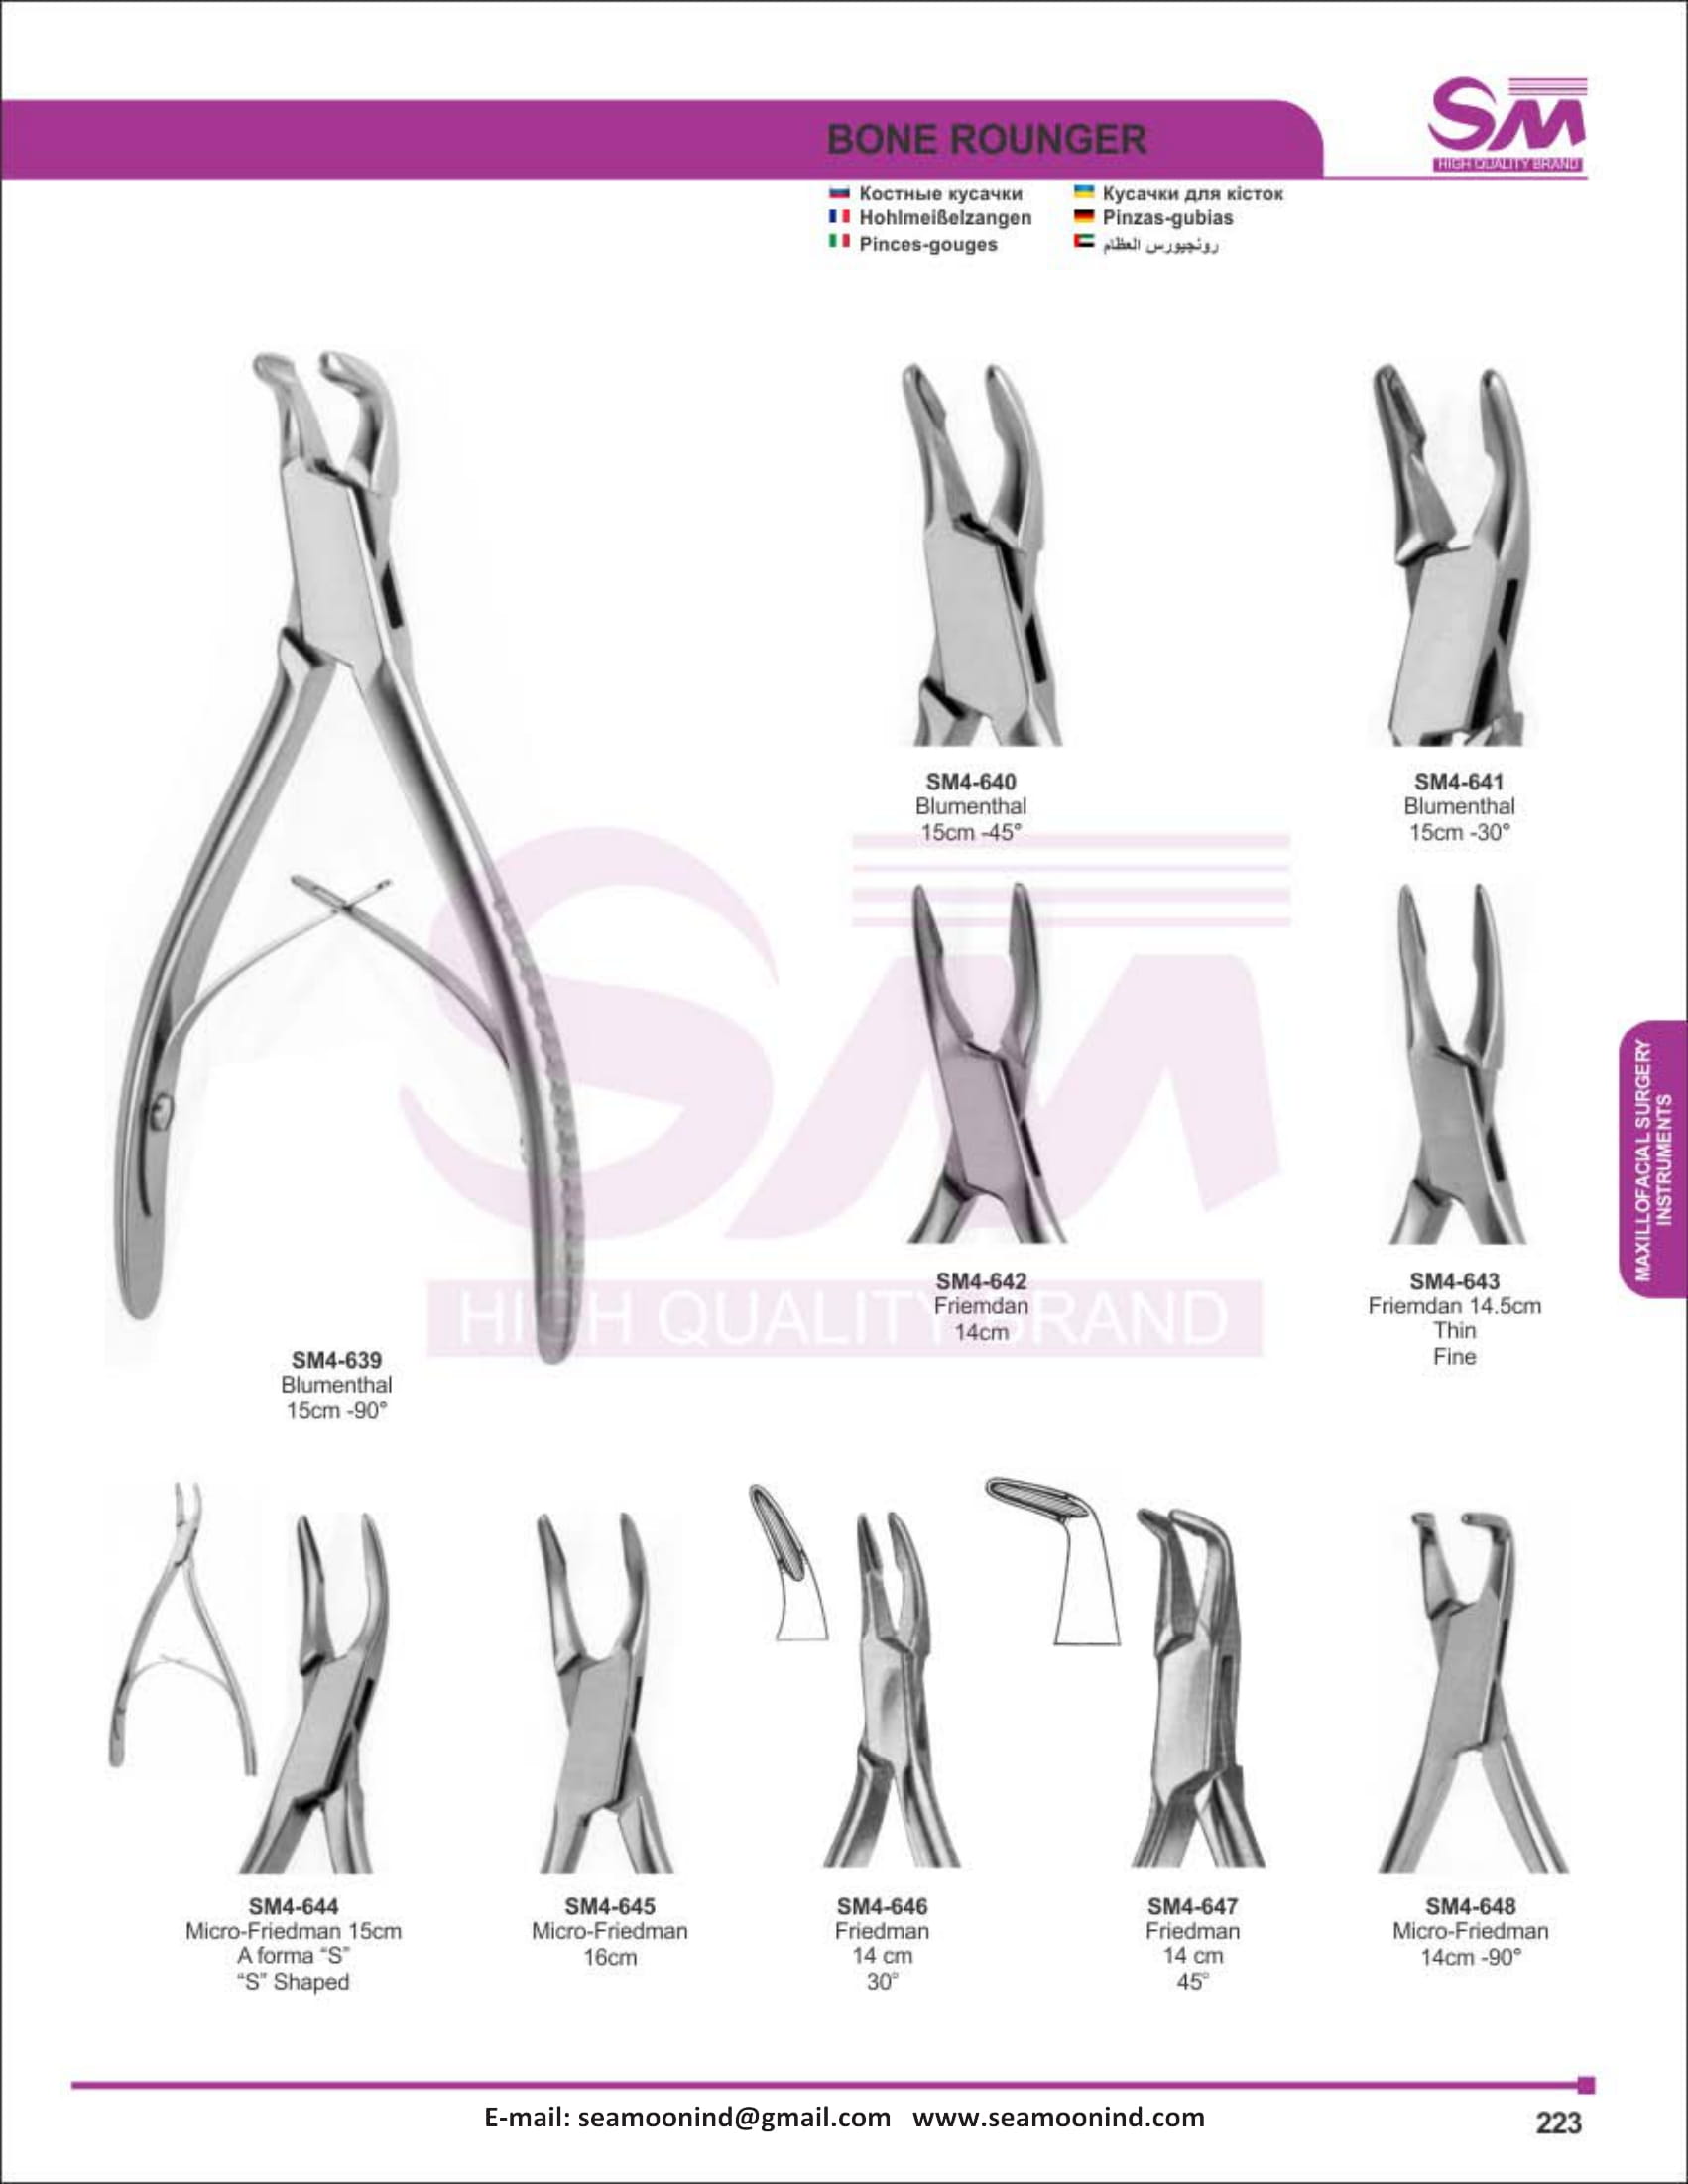 SM
HIGH QUALITY BRAND
BONE ROUNGER
Костные кусачки
Кусачки для кісток
Hohlmeißelzangen
Pinzas-gubias
Pinces-gouges
رونجيورس العظام
SM4-640
Blumenthal
15cm -45°
SM4-641
Blumenthal
15cm -30°
SM
HIGH QUALITY BRAND
SM4-642
Friemdan
14cm
SM4-643
Friemdan 14.5cm
Thin
Fine
SM4-639
Blumenthal
15cm -90°
MAXILLOFACIAL SURGERY
INSTRUMENTS
SM4-644
Micro-Friedman 15cm
A forma “S”
“S” Shaped
SM4-645
Micro-Friedman
16cm
SM4-646
Friedman
14 cm
30°
SM4-647
Friedman
14 cm
45°
SM4-648
Micro-Friedman
14cm -90°
E-mail: seamoonind@gmail.com www.seamoonind.com
223